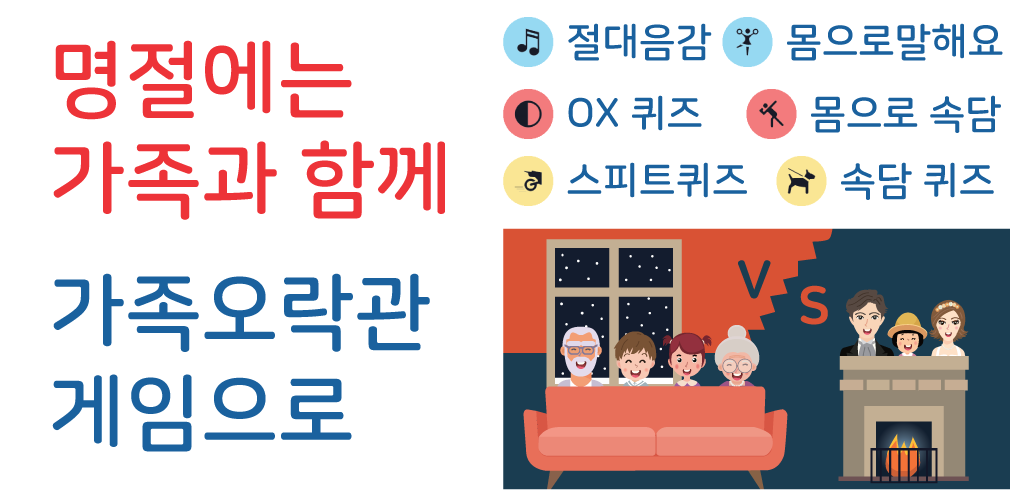 명절에는
가족과 함께
가족오락관
게임으로
절대음감
몸으로말해요
OX 퀴즈
몸으로 속담
스피트퀴즈
속담 퀴즈
VS